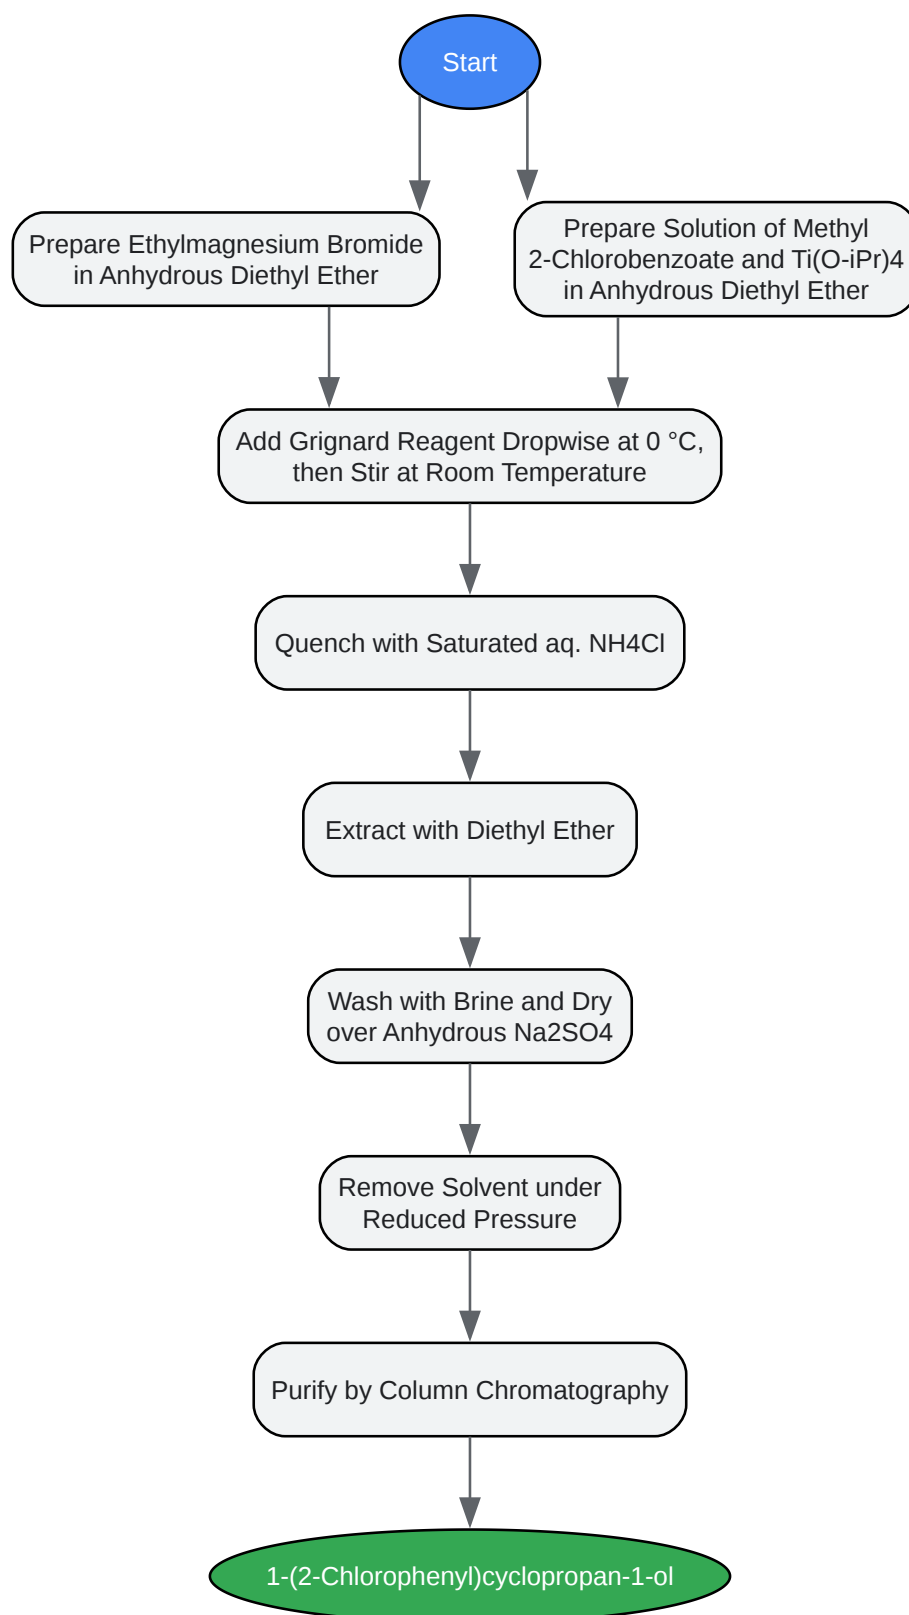 Start
Prepare Ethylmagnesium Bromide
in Anhydrous Diethyl Ether
Prepare Solution of Methyl
2-Chlorobenzoate and Ti(O-iPr)4
in Anhydrous Diethyl Ether
Add Grignard Reagent Dropwise at 0 °C,
then Stir at Room Temperature
Quench with Saturated aq. NH4Cl
Extract with Diethyl Ether
Wash with Brine and Dry
over Anhydrous Na2SO4
Remove Solvent under
Reduced Pressure
Purify by Column Chromatography
1-(2-Chlorophenyl)cyclopropan-1-ol